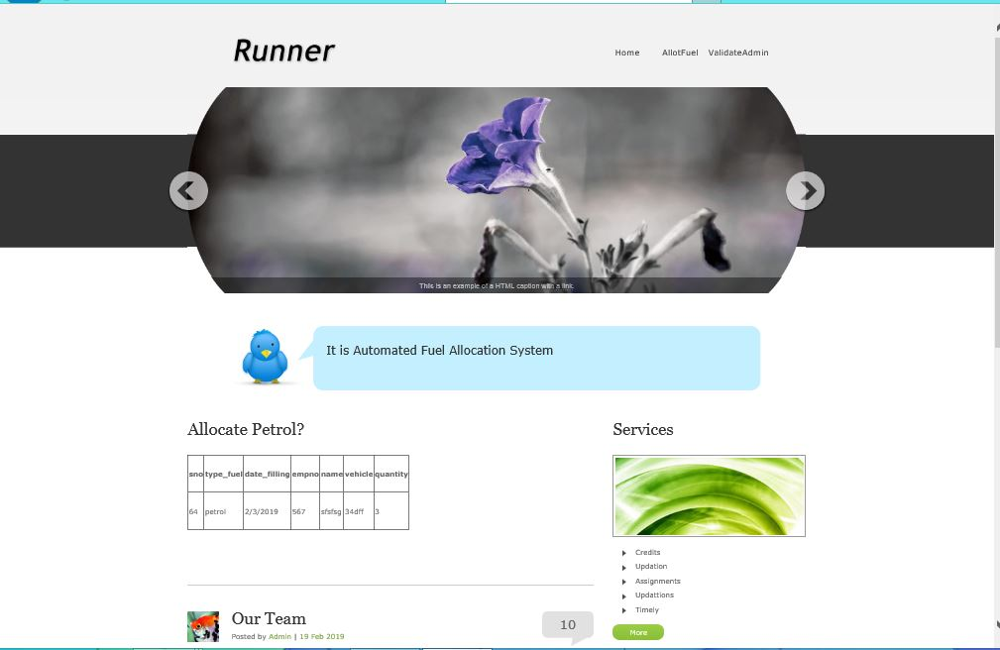 Runner
Home AllotFuel ValidateAdmin
This is an example of a HTML caption with a link.
It is Automated Fuel Allocation System
Allocate Petrol?
sno type_fuel date_filling empno name vehicle quantity
64 petrol 2/3/2019 567 sfsfsg 34dff 3
Services
Credits
Updation
Assignments
Updattions
Timely
More
Our Team
Posted by Admin | 19 Feb 2019
10